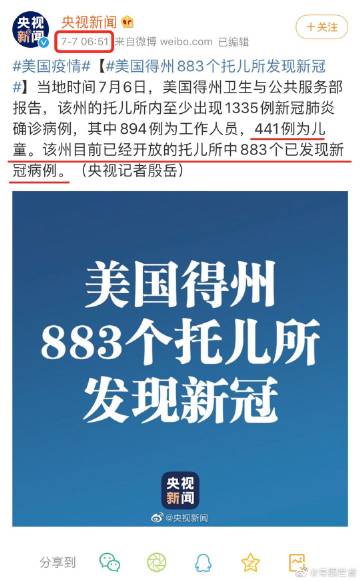 央视新闻
央视
新闻
7-7 06:51 来自微博 weibo.com 已编辑
+关注
#美国疫情#【#美国得州883个托儿所发现新冠
】当地时间7月6日，美国得州卫生与公共服务部
报告，该州的托儿所内至少出现1335例新冠肺炎
确诊病例，其中894例为工作人员，441例为儿
童。该州目前已经开放的托儿所中883个已发现新
冠病例。（央视记者殷岳）
美国得州
883个托儿所
发现新冠
央视
新闻
@央视新闻
分享到